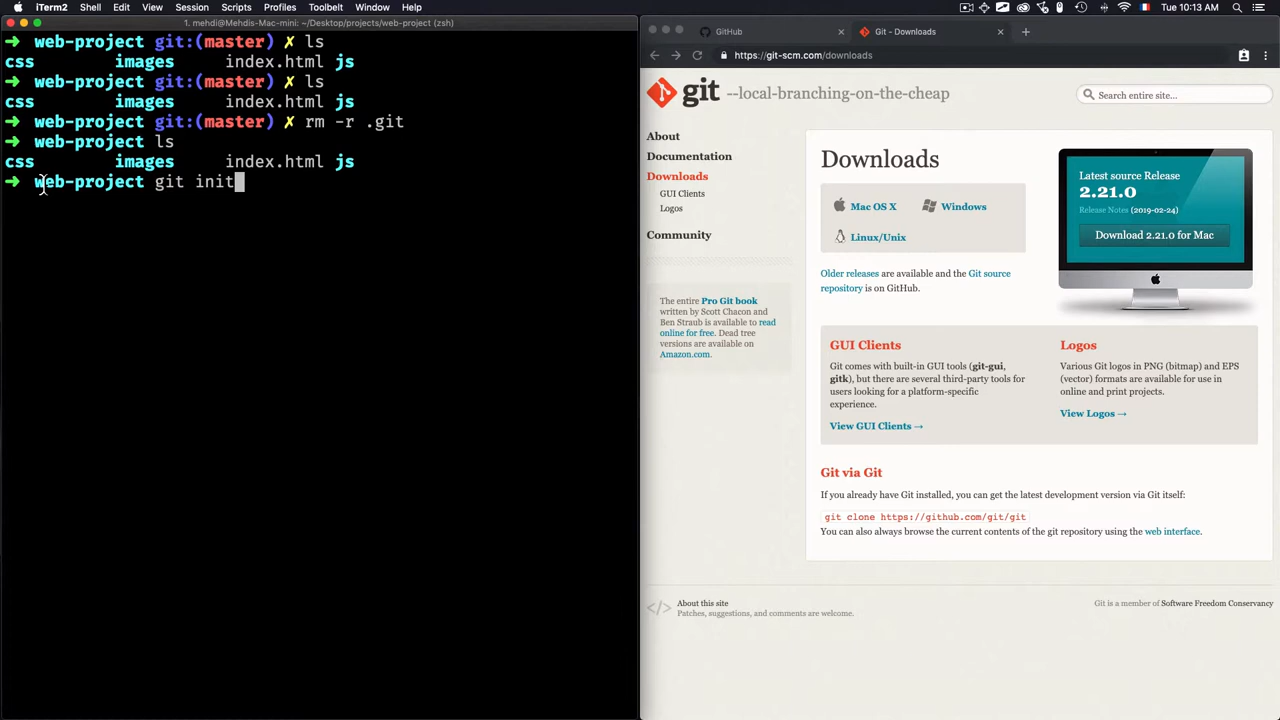 iTerm2 Shell Edit View Session Scripts Profiles Toolbelt Window Help 100% Tue 10:13 AM
1. mehdi@Mehdis-Mac-mini: ~/Desktop/projects/web-project (zsh)
➜ web-project git:(master) ✗ ls
css images index.html js
➜ web-project git:(master) ✗ ls
css images index.html js
➜ web-project git:(master) ✗ rm -r .git
➜ web-project ls
css images index.html js
➜ web-project git init
GitHub
Git - Downloads
https://git-scm.com/downloads
git --local-branching-on-the-cheap
Search entire site...
About
Documentation
Downloads
GUI Clients
Logos
Community
The entire Pro Git book
written by Scott Chacon and
Ben Straub is available to read
online for free. Dead tree
versions are available on
Amazon.com.
Downloads
Mac OS X Windows
Linux/Unix
Older releases are available and the Git source
repository is on GitHub.
Latest source Release
2.21.0
Release Notes (2019-02-24)
Download 2.21.0 for Mac
GUI Clients
Git comes with built-in GUI tools (git-gui,
gitk), but there are several third-party tools for
users looking for a platform-specific
experience.
View GUI Clients →
Logos
Various Git logos in PNG (bitmap) and EPS
(vector) formats are available for use in
online and print projects.
View Logos →
Git via Git
If you already have Git installed, you can get the latest development version via Git itself:
git clone https://github.com/git/git
You can also always browse the current contents of the git repository using the web interface.
About this site
Patches, suggestions, and comments are welcome.
Git is a member of Software Freedom Conservancy